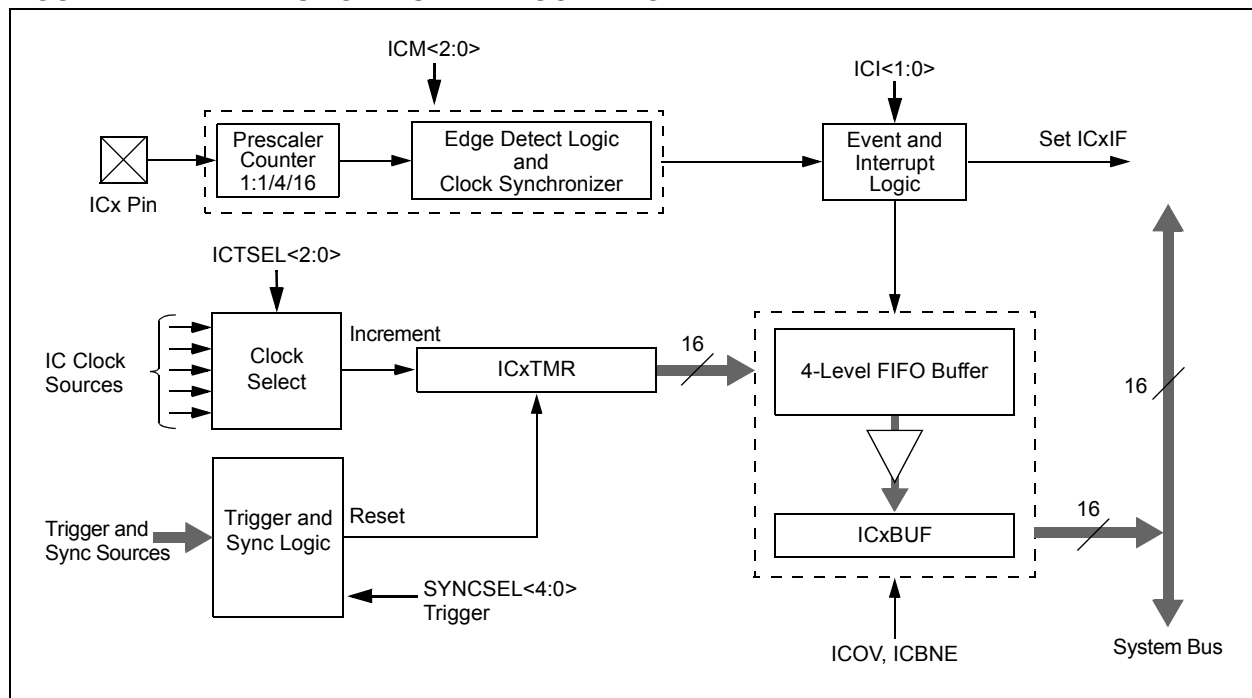 ICM<2:0>
ICI<1:0>
Prescaler
Counter
1:1/4/16
Edge Detect Logic
and
Clock Synchronizer
Event and
Interrupt
Logic
Set ICxIF
ICx Pin
ICTSEL<2:0>
IC Clock
Sources
Clock
Select
Increment
ICxTMR
16
4-Level FIFO Buffer
16
Trigger and
Sync Sources
Trigger and
Sync Logic
Reset
ICxBUF
16
SYNCSEL<4:0>
Trigger
ICOV, ICBNE
System Bus